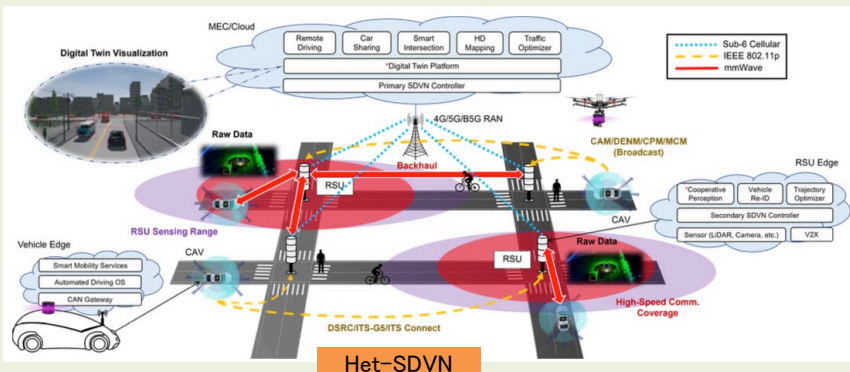 MEC/Cloud
Digital Twin Visualization
Remote
Driving
Car
Sharing
Smart
Intersection
HD
Mapping
Traffic
Optimizer
*Digital Twin Platform
Primary SDVN Controller
Sub-6 Cellular
IEEE 802.11p
mmWave
4G/5G/B5G RAN
Raw Data
Backhaul
CAM/DENM/CPM/MCM
(Broadcast)
RSU
RSU Edge
*Cooperative
Perception
Vehicle
Re-ID
Trajectory
Optimizer
Secondary SDVN Controller
Sensor (LiDAR, Camera, etc.)
V2X
RSU Sensing Range
CAV
Vehicle Edge
CAV
Smart Mobility Services
Automated Driving OS
CAN Gateway
RSU
Raw Data
High-Speed Comm.
Coverage
DSRC/ITS-G5/ITS Connect
Het-SDVN